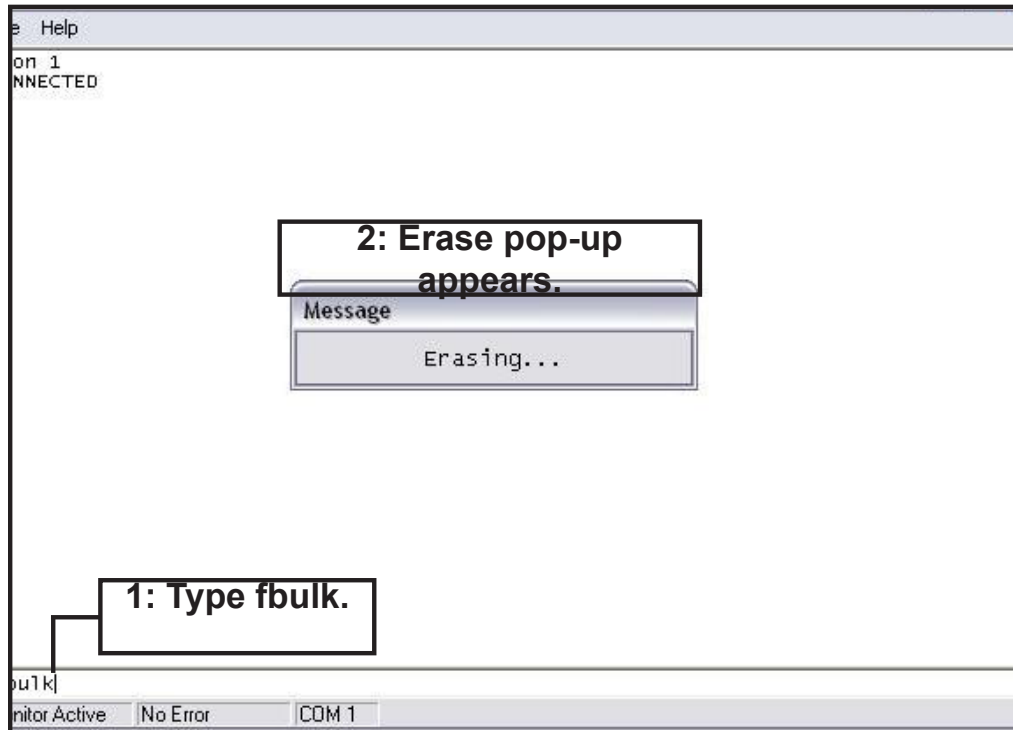 e Help
on 1
NNECTED
2: Erase pop-up
appears.
Message
Erasing...
1: Type fbulk.
bulk
nitor Active No Error COM 1